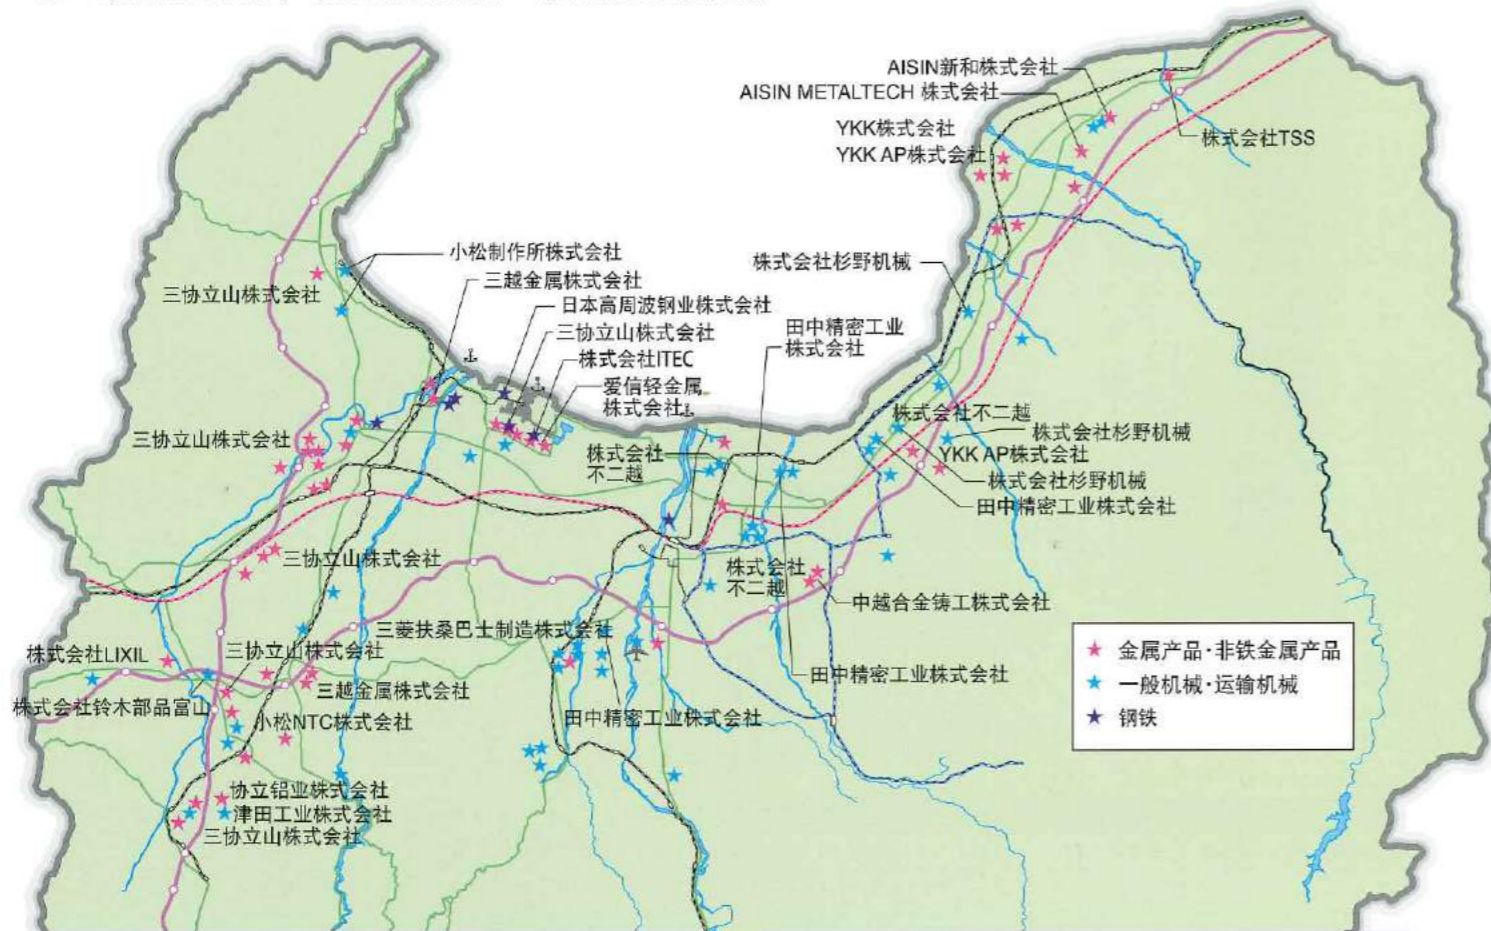 AISIN新和株式会社
AISIN METALTECH 株式会社
YKK株式会社
YKK AP株式会社
株式会社TSS
小松制作所株式会社
三越金属株式会社
三协立山株式会社
日本高周波钢业株式会社
三协立山株式会社
株式会社ITEC
爱信轻金属
株式会社
株式会社杉野机械
田中精密工业
株式会社
三协立山株式会社
株式会社不二越
株式会社杉野机械
YKK AP株式会社
株式会社杉野机械
田中精密工业株式会社
株式会社
不二越
三协立山株式会社
株式会社
不二越
中越合金铸工株式会社
三菱扶桑巴士制造株式会社
株式会社LIXIL
三协立山株式会社
三越金属株式会社
田中精密工业株式会社
株式会社铃木部品富山
小松NTC株式会社
田中精密工业株式会社
协立铝业株式会社
津田工业株式会社
三协立山株式会社
金属产品·非铁金属产品
一般机械·运输机械
钢铁